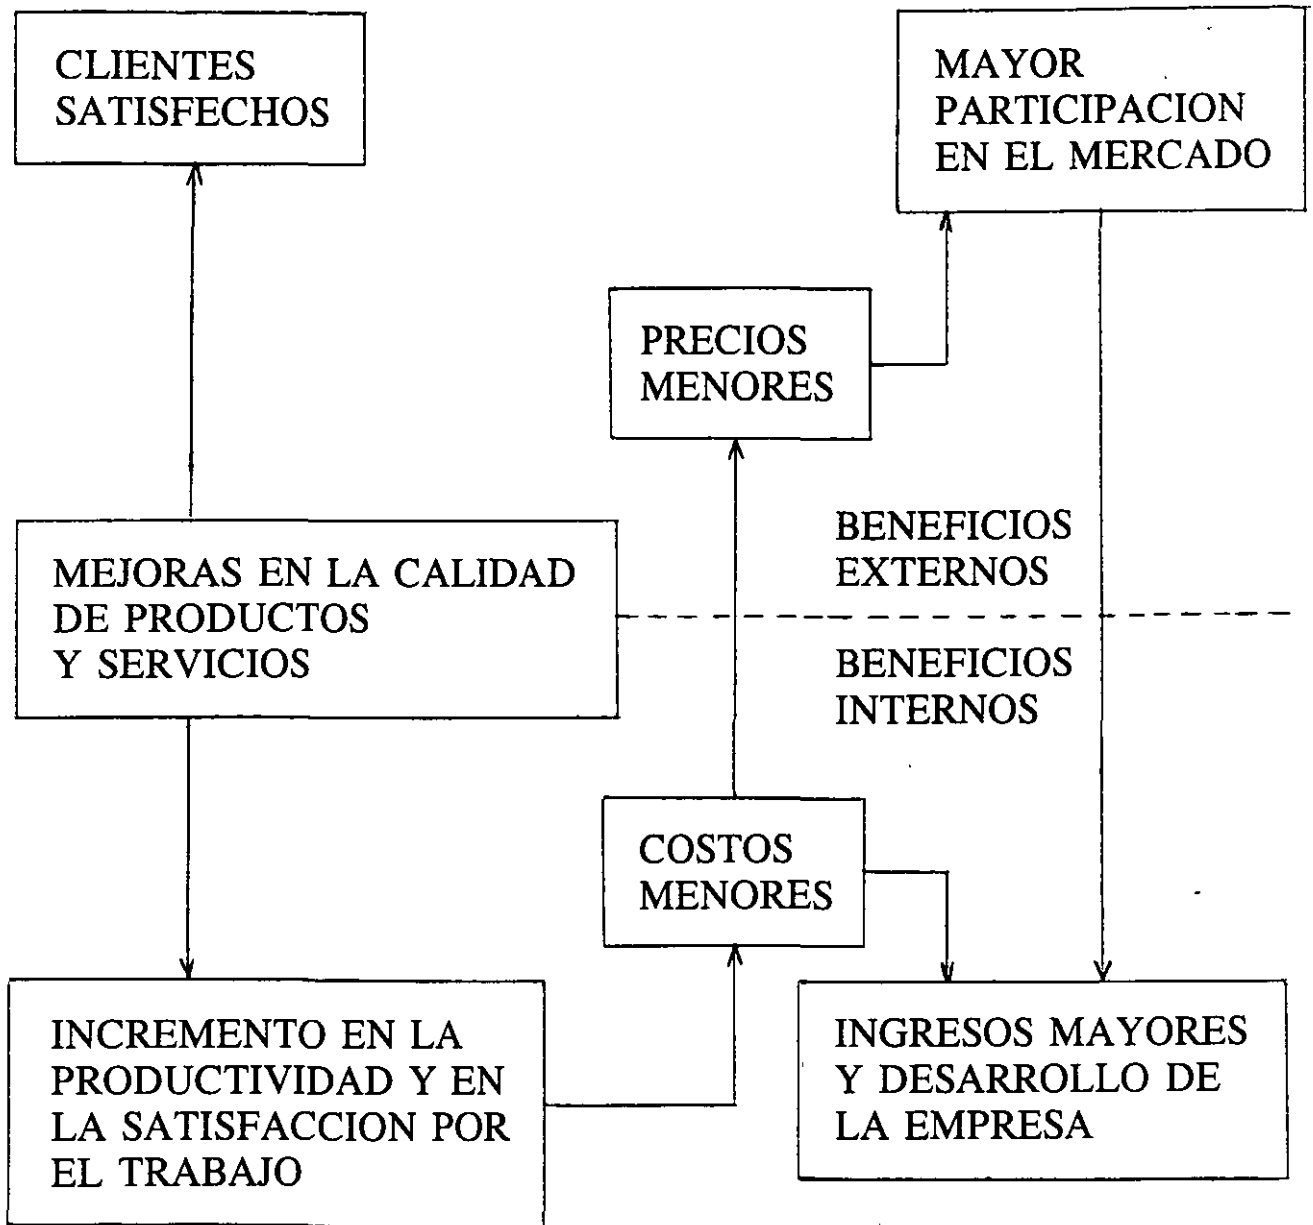 CLIENTES
SATISFECHOS
MAYOR
PARTICIPACION
EN EL MERCADO
PRECIOS
MENORES
BENEFICIOS
EXTERNOS
MEJORAS EN LA CALIDAD
DE PRODUCTOS
Y SERVICIOS
BENEFICIOS
INTERNOS
COSTOS
MENORES
INCREMENTO EN LA
PRODUCTIVIDAD Y EN
LA SATISFACCION POR
EL TRABAJO
INGRESOS MAYORES
Y DESARROLLO DE
LA EMPRESA